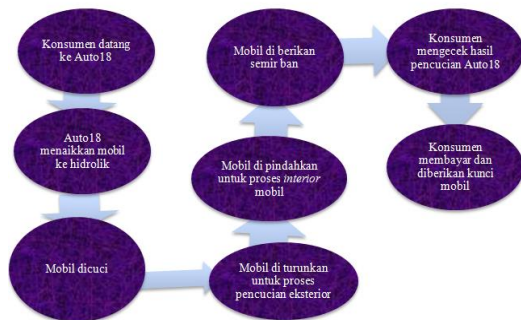 Konsumen datang
ke Auto18
Auto18
menaikkan mobil
ke hidrolik
Mobil dicuci
Mobil di turunkan
untuk proses
pencucian eksterior
Mobil di pindahkan
untuk proses interior
mobil
Mobil di berikan
semir ban
Konsumen
mengecek hasil
pencucian Auto18
Konsumen
membayar dan
diberikan kunci
mobil